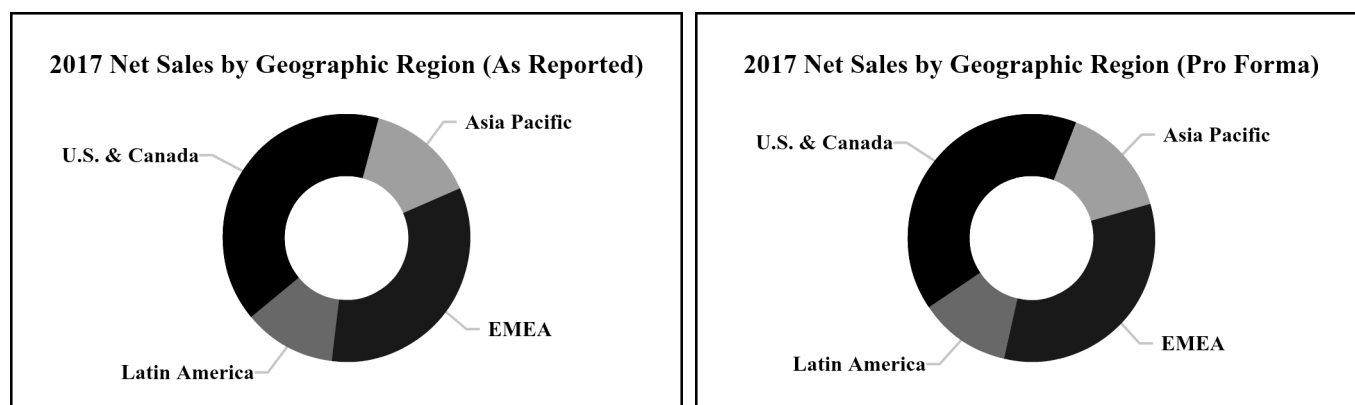 2017 Net Sales by Geographic Region (As Reported)
Asia Pacific
U.S. & Canada
EMEA
Latin America
2017 Net Sales by Geographic Region (Pro Forma)
U.S. & Canada
Asia Pacific
EMEA
Latin America